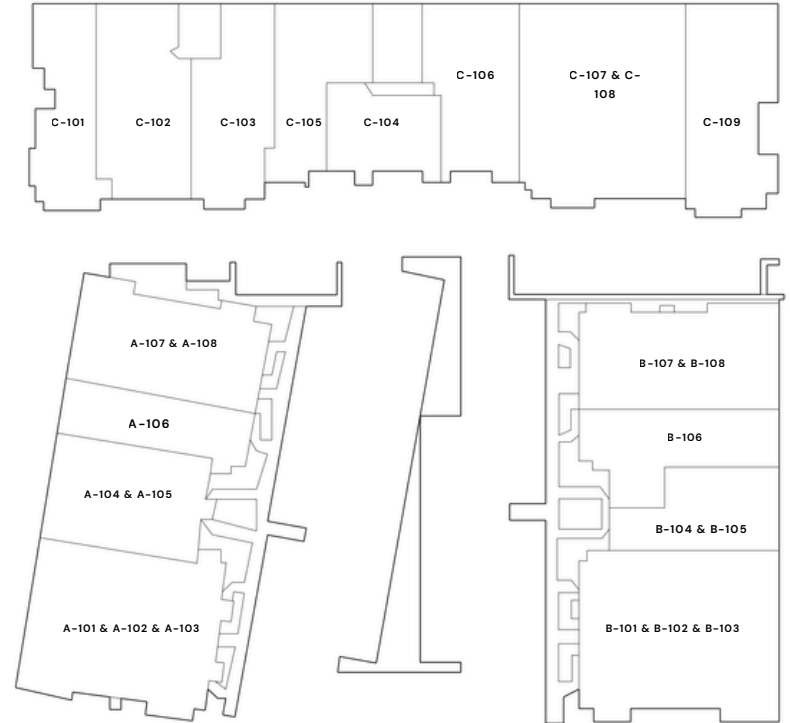 C-101
C-102
C-103
C-105
C-104
C-106
C-107 & C-
108
C-109
A-107 & A-108
A-106
A-104 & A-105
A-101 & A-102 & A-103
B-107 & B-108
B-106
B-104 & B-105
B-101 & B-102 & B-103